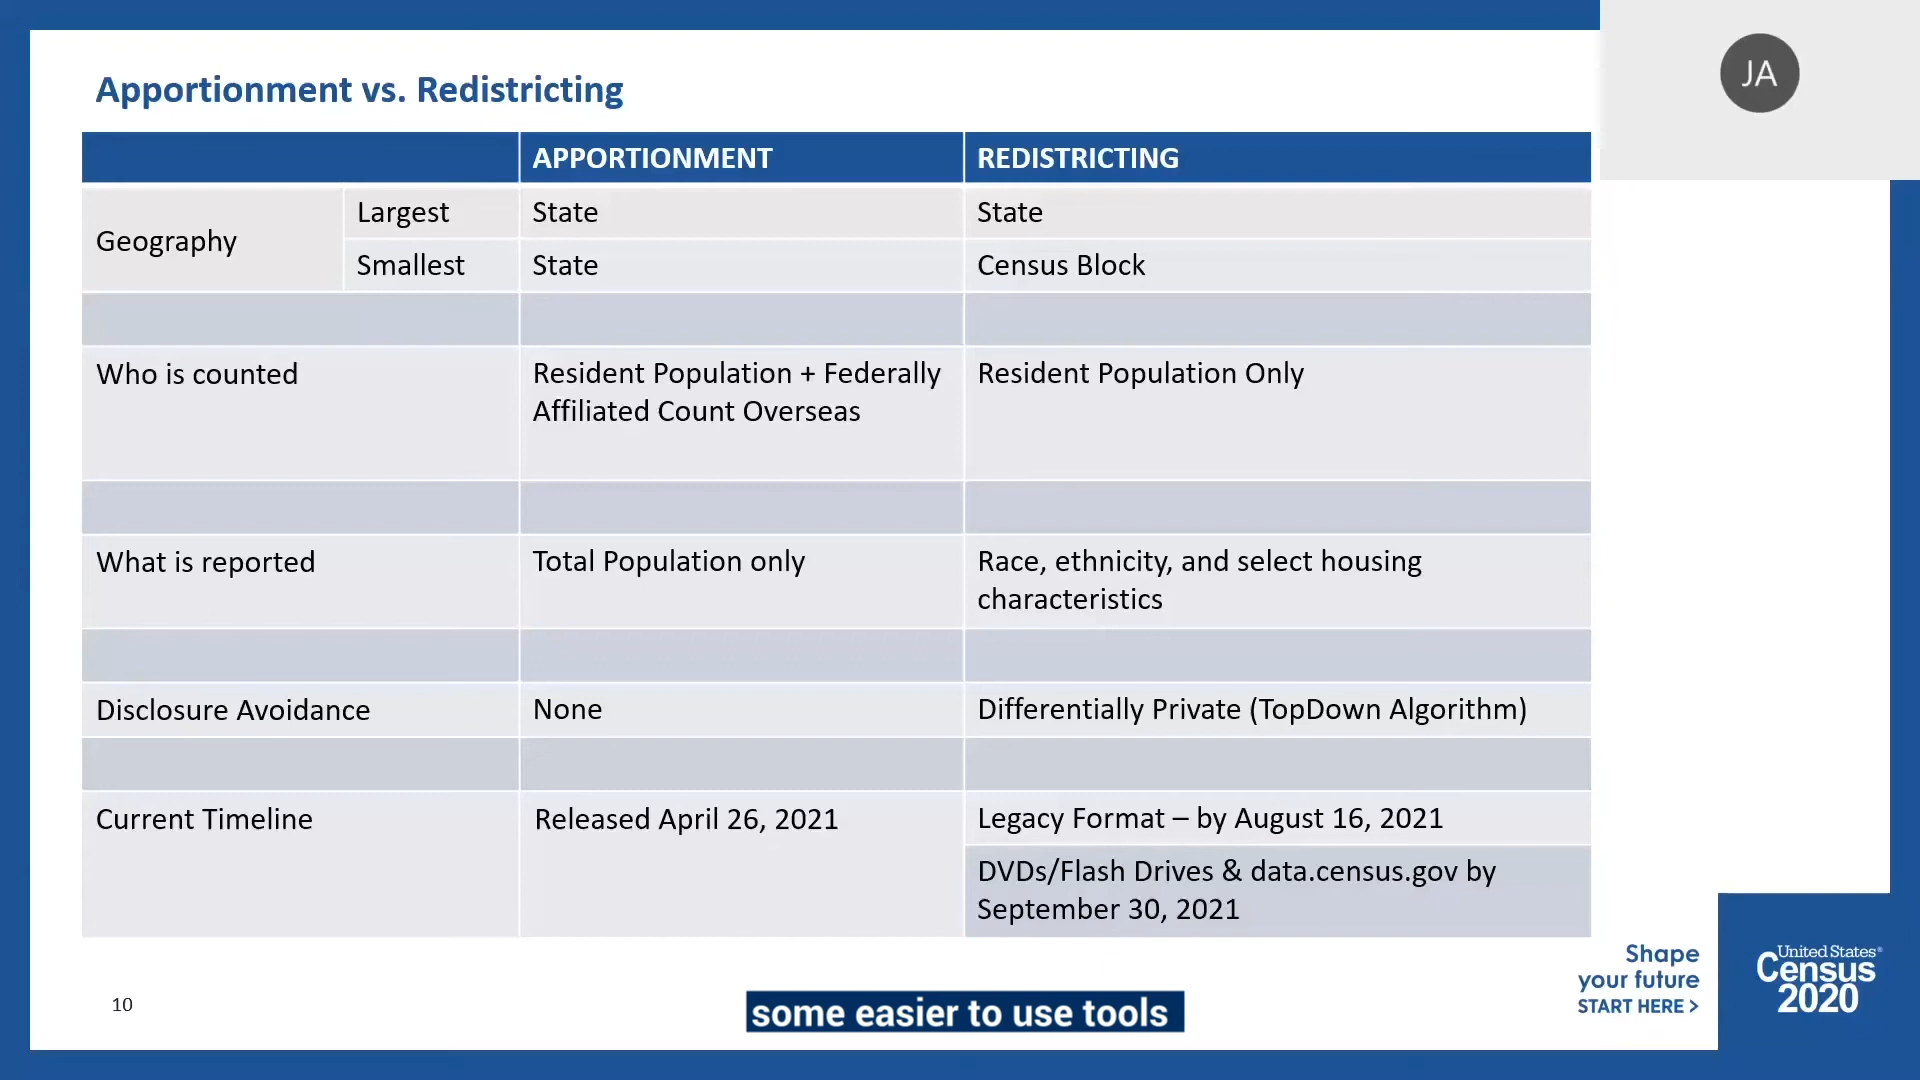 JA
Apportionment vs. Redistricting
APPORTIONMENT
REDISTRICTING
Geography
Largest
State
State
Smallest
State
Census Block
Who is counted
Resident Population + Federally
Affiliated Count Overseas
Resident Population Only
What is reported
Total Population only
Race, ethnicity, and select housing
characteristics
Disclosure Avoidance
None
Differentially Private (TopDown Algorithm)
Current Timeline
Released April 26, 2021
Legacy Format – by August 16, 2021
DVDs/Flash Drives & data.census.gov by
September 30, 2021
Shape
your future
START HERE >
United States®
Census
2020
10
some easier to use tools